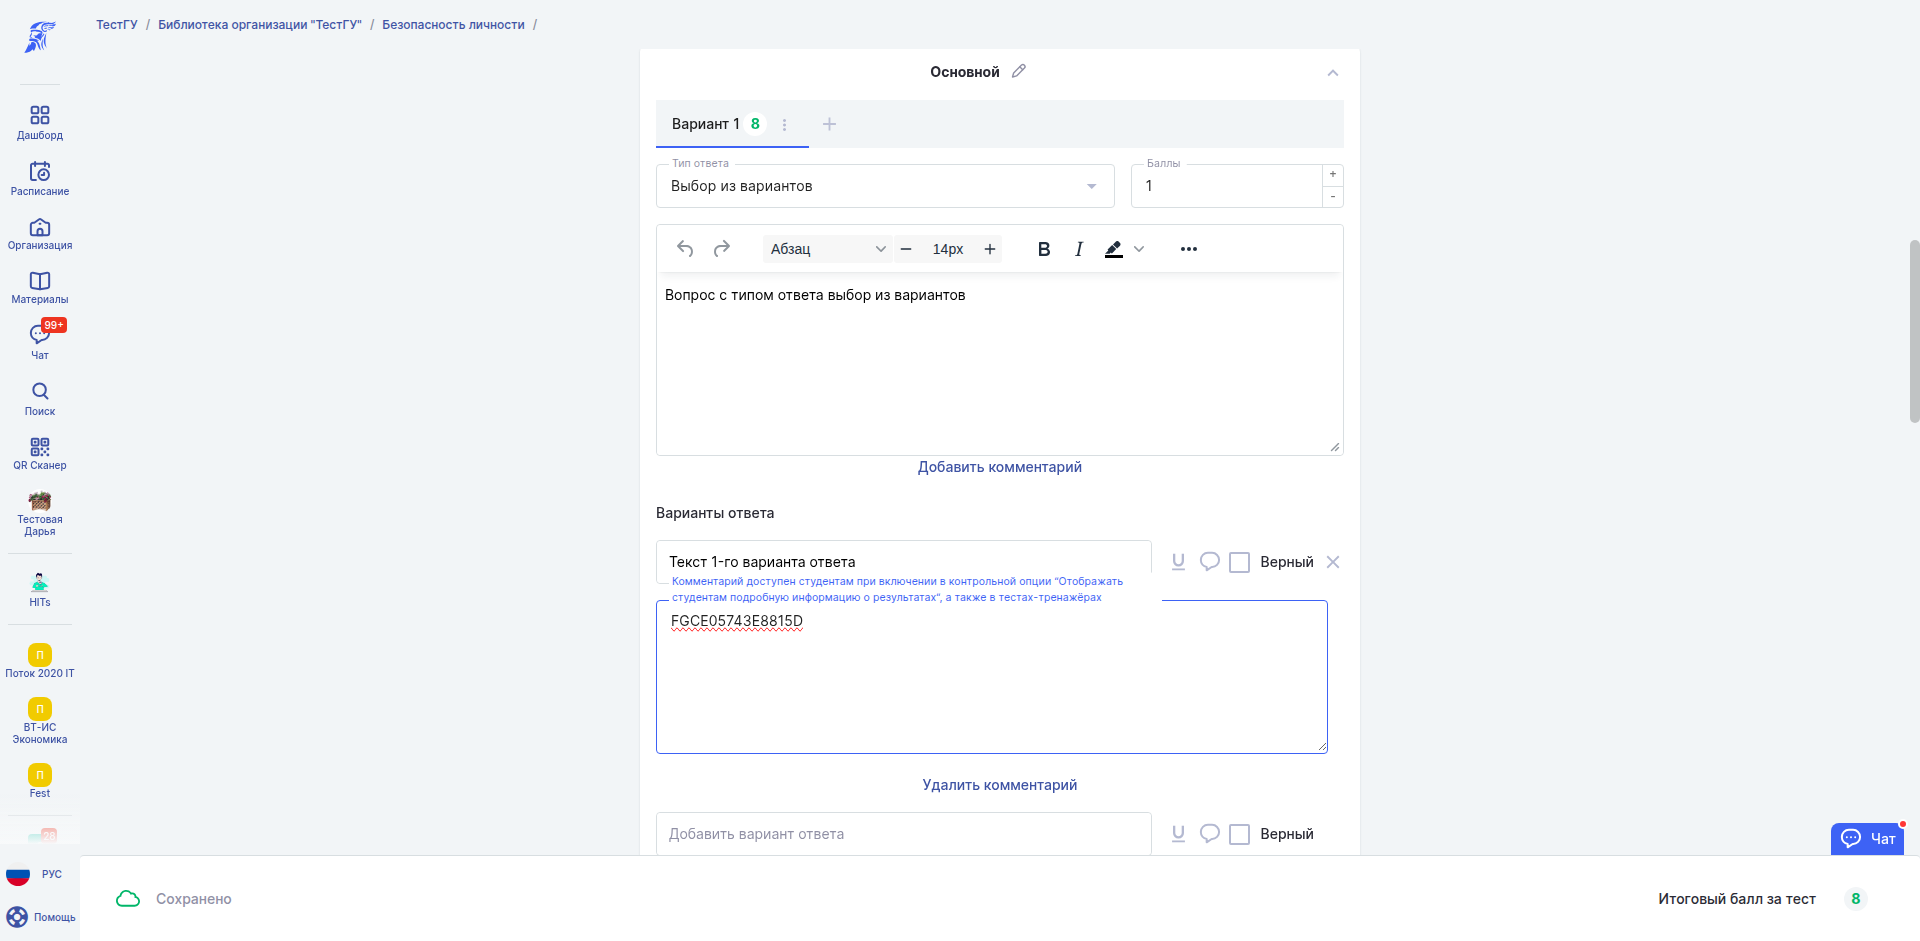 ТестГУ / Библиотека организации "ТестГУ" / Безопасность личности /
Дашборд
Расписание
Организация
Материалы
99+
Чат
Поиск
QR Сканер
Тестовая
Дарья
HITs
П
Поток 2020 IT
П
ВТ-ИС
Экономика
П
Fest
28
РУС
Помощь
Основной
Вариант 1 8
Тип ответа
Выбор из вариантов
Баллы
1
+
-
Абзац
14px
B I
Вопрос с типом ответа выбор из вариантов
Добавить комментарий
Варианты ответа
Текст 1-го варианта ответа
U Верный
Комментарий доступен студентам при включении в контрольной опции "Отображать
студентам подробную информацию о результатах", а также в тестах-тренажёрах
FGCE05743E8815D
Удалить комментарий
Добавить вариант ответа
U Верный
Чат
Сохранено
Итоговый балл за тест 8